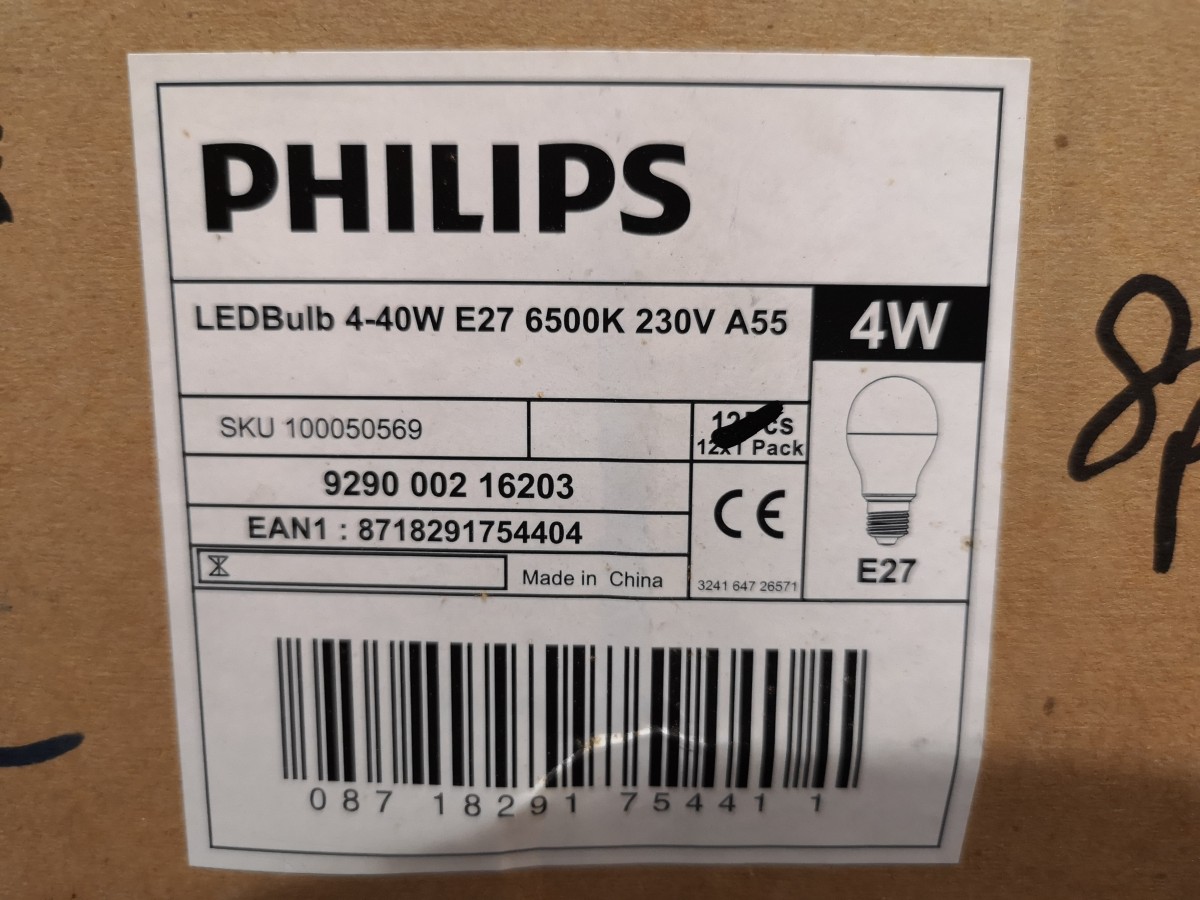 PHILIPS
LEDBulb 4-40W E27 6500K 230V A55
4W
SKU 100050569
12x1 Pack
9290 002 16203
EAN1 : 8718291754404
Made in China
CE
3241 647 26571
E27
087 18291 75441 1
8p